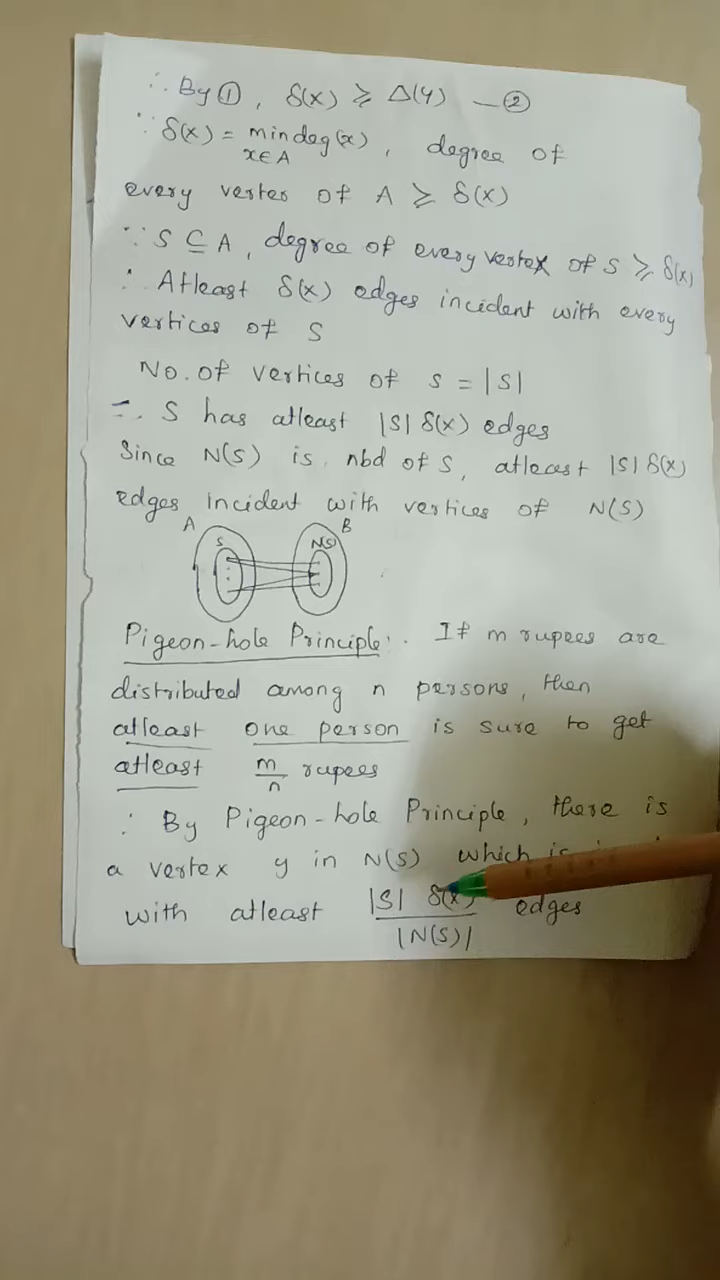 ∴ By ①, δ(x) ≥ Δ(y) — ②
∵ δ(x) = min deg(x), degree of
x∈A
every vertex of A ≥ δ(x)
∵ S ⊆ A, degree of every vertex of S ≥ δ(x)
∴ Atleast δ(x) edges incident with every
vertices of S
No. of vertices of S = |S|
∴ S has atleast |S| δ(x) edges
Since N(S) is nbd of S, atleast |S| δ(x)
edges incident with vertices of N(S)
A B
S N(S)
Pigeon-hole Principle: If m rupees are
distributed among n persons, then
atleast one person is sure to get
atleast m/n rupees
∴ By Pigeon-hole Principle, there is
a vertex y in N(S) which is
with atleast |S| δ(x)/|N(S)| edges